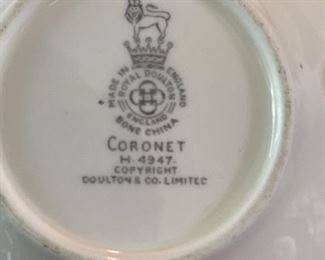 MADE IN ENGLAND
ROYAL DOULTON
ENGLAND
BONE CHINA
CORONET
H. 4947.
COPYRIGHT
DOULTON & CO. LIMITED